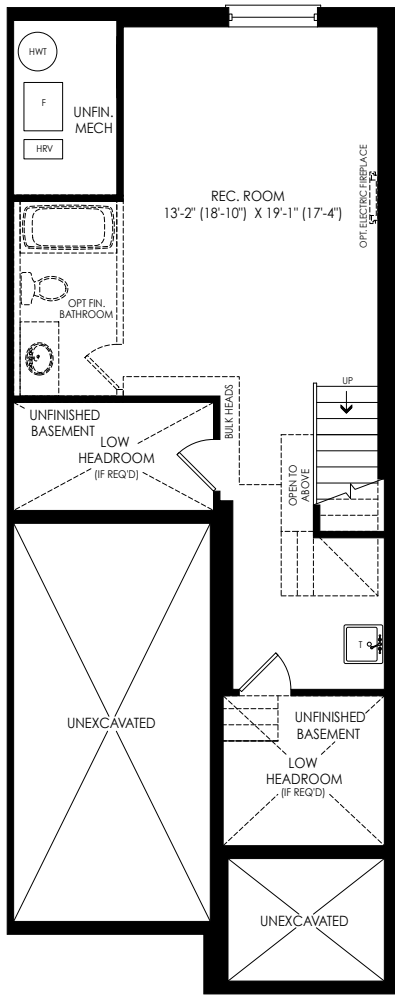 HWT
F
HRV
UNFIN.
MECH
REC. ROOM
13'-2" (18'-10") X 19'-1" (17'-4")
OPT. ELECTRIC FIREPLACE
OPT FIN.
BATHROOM
UP
BULK HEADS
UNFINISHED
BASEMENT
LOW
HEADROOM
(IF REQ'D)
OPEN TO
ABOVE
T
UNEXCAVATED
UNFINISHED
BASEMENT
LOW
HEADROOM
(IF REQ'D)
UNEXCAVATED